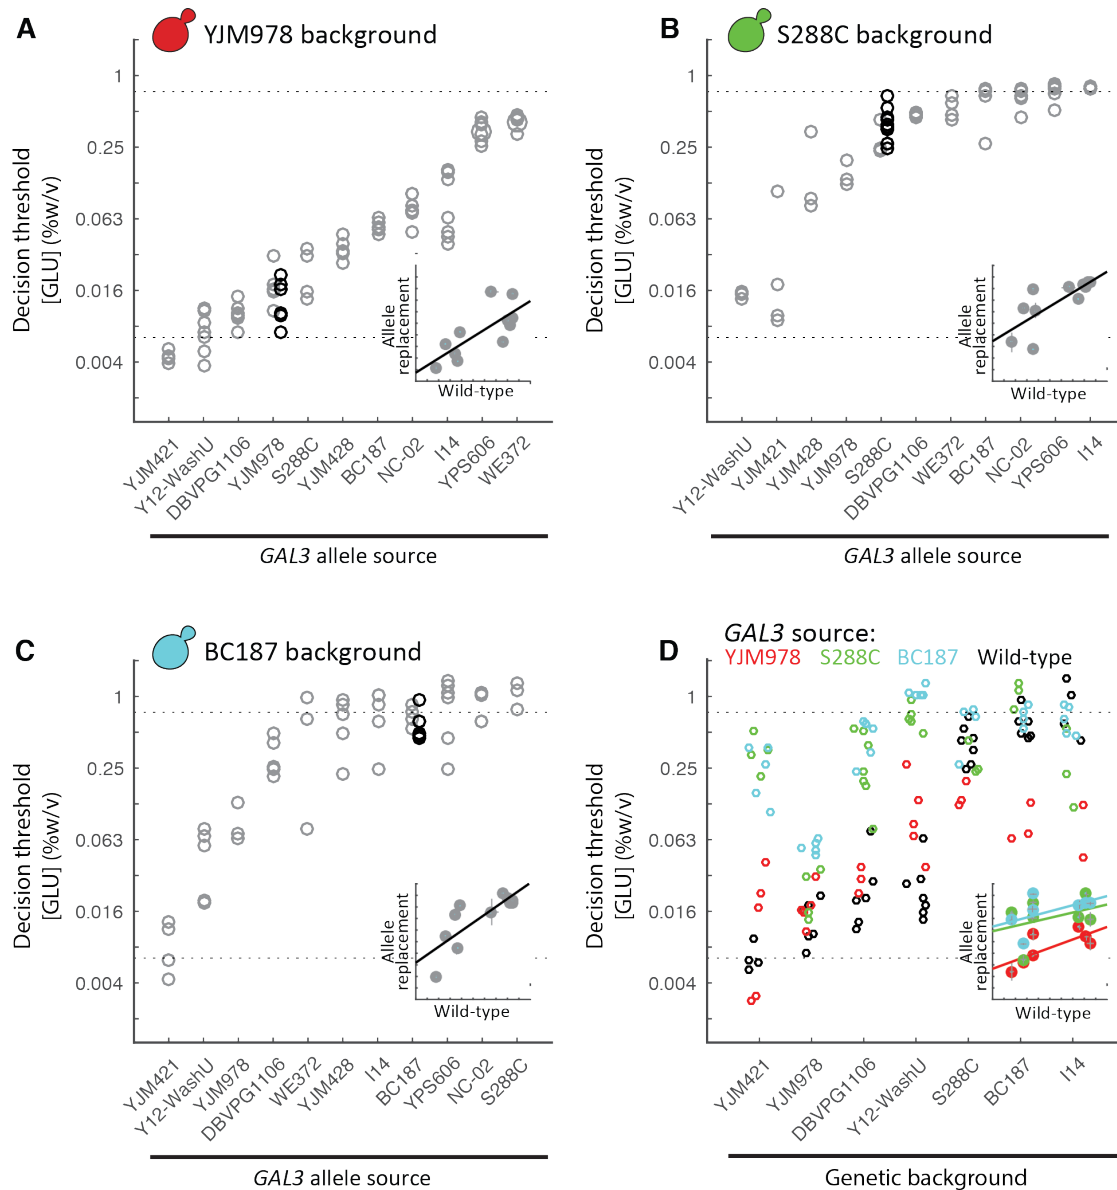 A
YJM978 background
Decision threshold
[GLU] (%w/v)
1
0.25
0.063
0.016
0.004
Allele
replacement
Wild-type
YJM421
Y12-WashU
DBVPG1106
YJM978
S288C
YJM428
BC187
NC-02
I14
YPS606
WE372
GAL3 allele source
B
S288C background
Decision threshold
[GLU] (%w/v)
1
0.25
0.063
0.016
0.004
Allele
replacement
Wild-type
Y12-WashU
YJM421
YJM428
YJM978
S288C
DBVPG1106
WE372
BC187
NC-02
YPS606
I14
GAL3 allele source
C
BC187 background
Decision threshold
[GLU] (%w/v)
1
0.25
0.063
0.016
0.004
Allele
replacement
Wild-type
YJM421
Y12-WashU
YJM978
DBVPG1106
WE372
YJM428
I14
BC187
YPS606
NC-02
S288C
GAL3 allele source
D
GAL3 source:
YJM978 S288C BC187 Wild-type
Decision threshold
[GLU] (%w/v)
1
0.25
0.063
0.016
0.004
Allele
replacement
Wild-type
YJM421
YJM978
DBVPG1106
Y12-WashU
S288C
BC187
I14
Genetic background